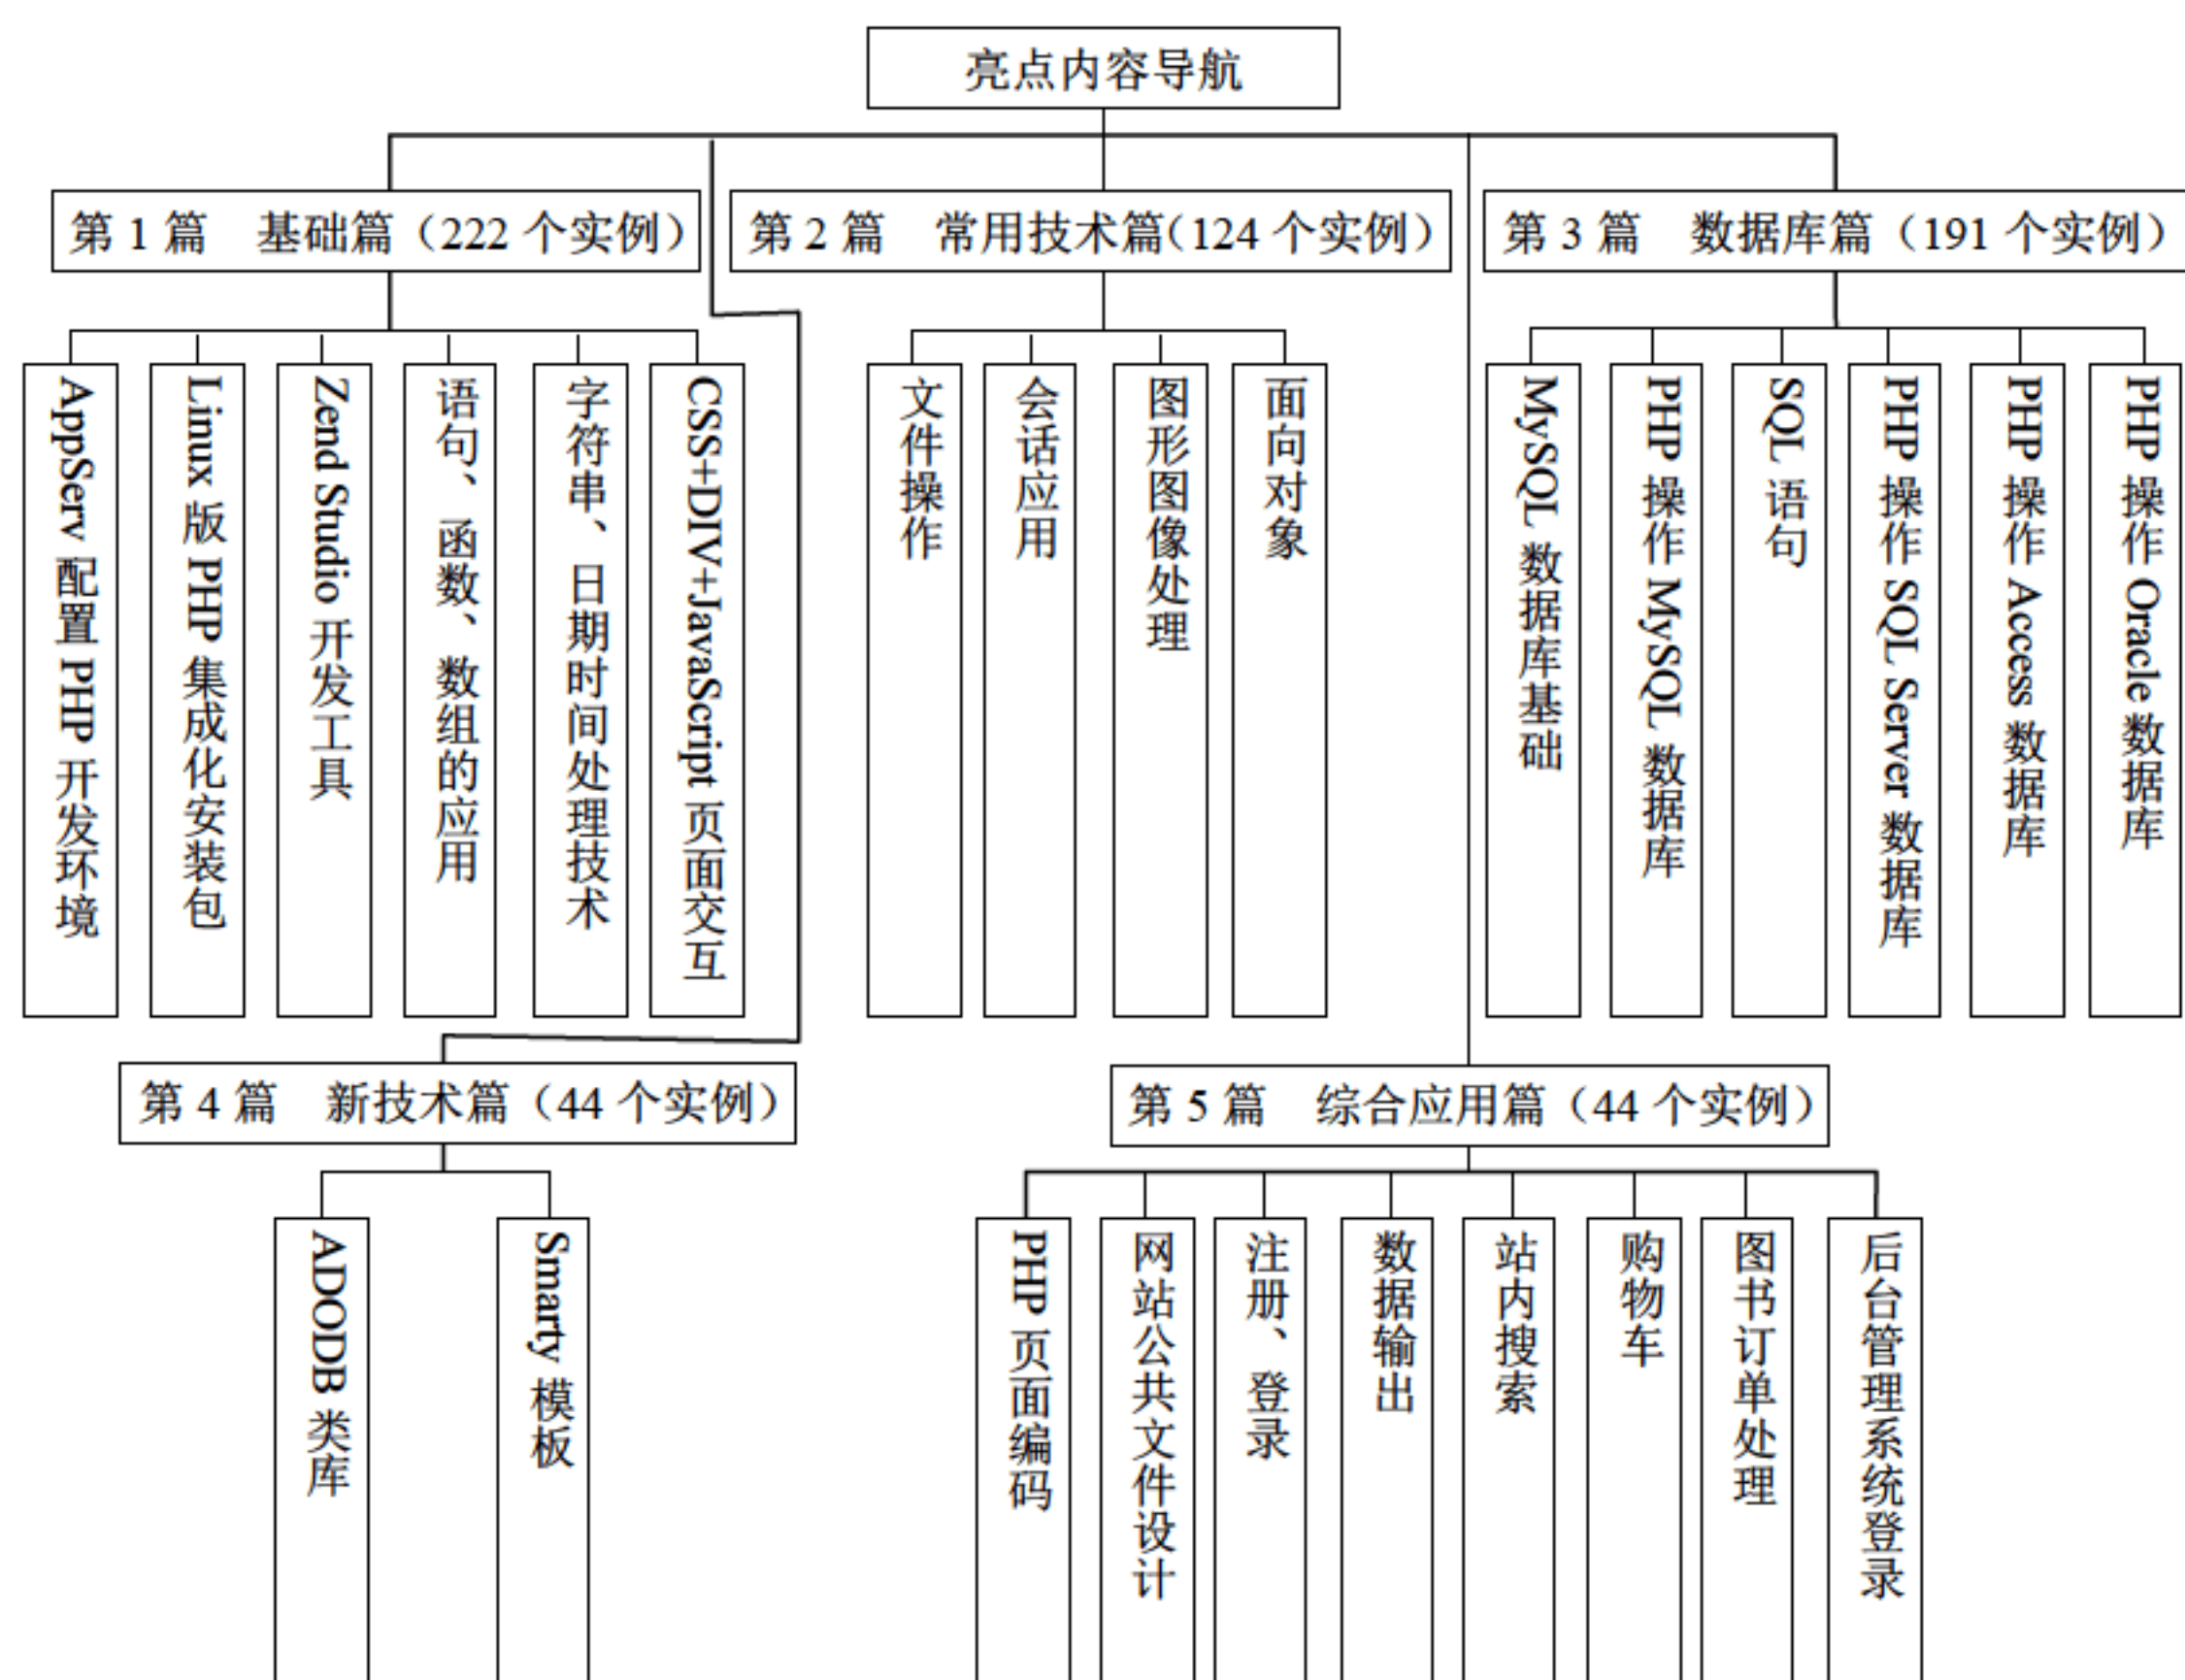 亮点内容导航
第 1 篇　基础篇（222 个实例）
第 2 篇　常用技术篇（124 个实例）
第 3 篇　数据库篇（191 个实例）
AppServ 配置 PHP 开发环境
Linux 版 PHP 集成化安装包
Zend Studio 开发工具
语句、函数、数组的应用
字符串、日期时间处理技术
CSS+DIV+JavaScript 页面交互
文件操作
会话应用
图形图像处理
面向对象
MySQL 数据库基础
PHP 操作 MySQL 数据库
SQL 语句
PHP 操作 SQL Server 数据库
PHP 操作 Access 数据库
PHP 操作 Oracle 数据库
第 4 篇　新技术篇（44 个实例）
第 5 篇　综合应用篇（44 个实例）
ADODB 类库
Smarty 模板
PHP 页面编码
网站公共文件设计
注册、登录
数据输出
站内搜索
购物车
图书订单处理
后台管理系统登录